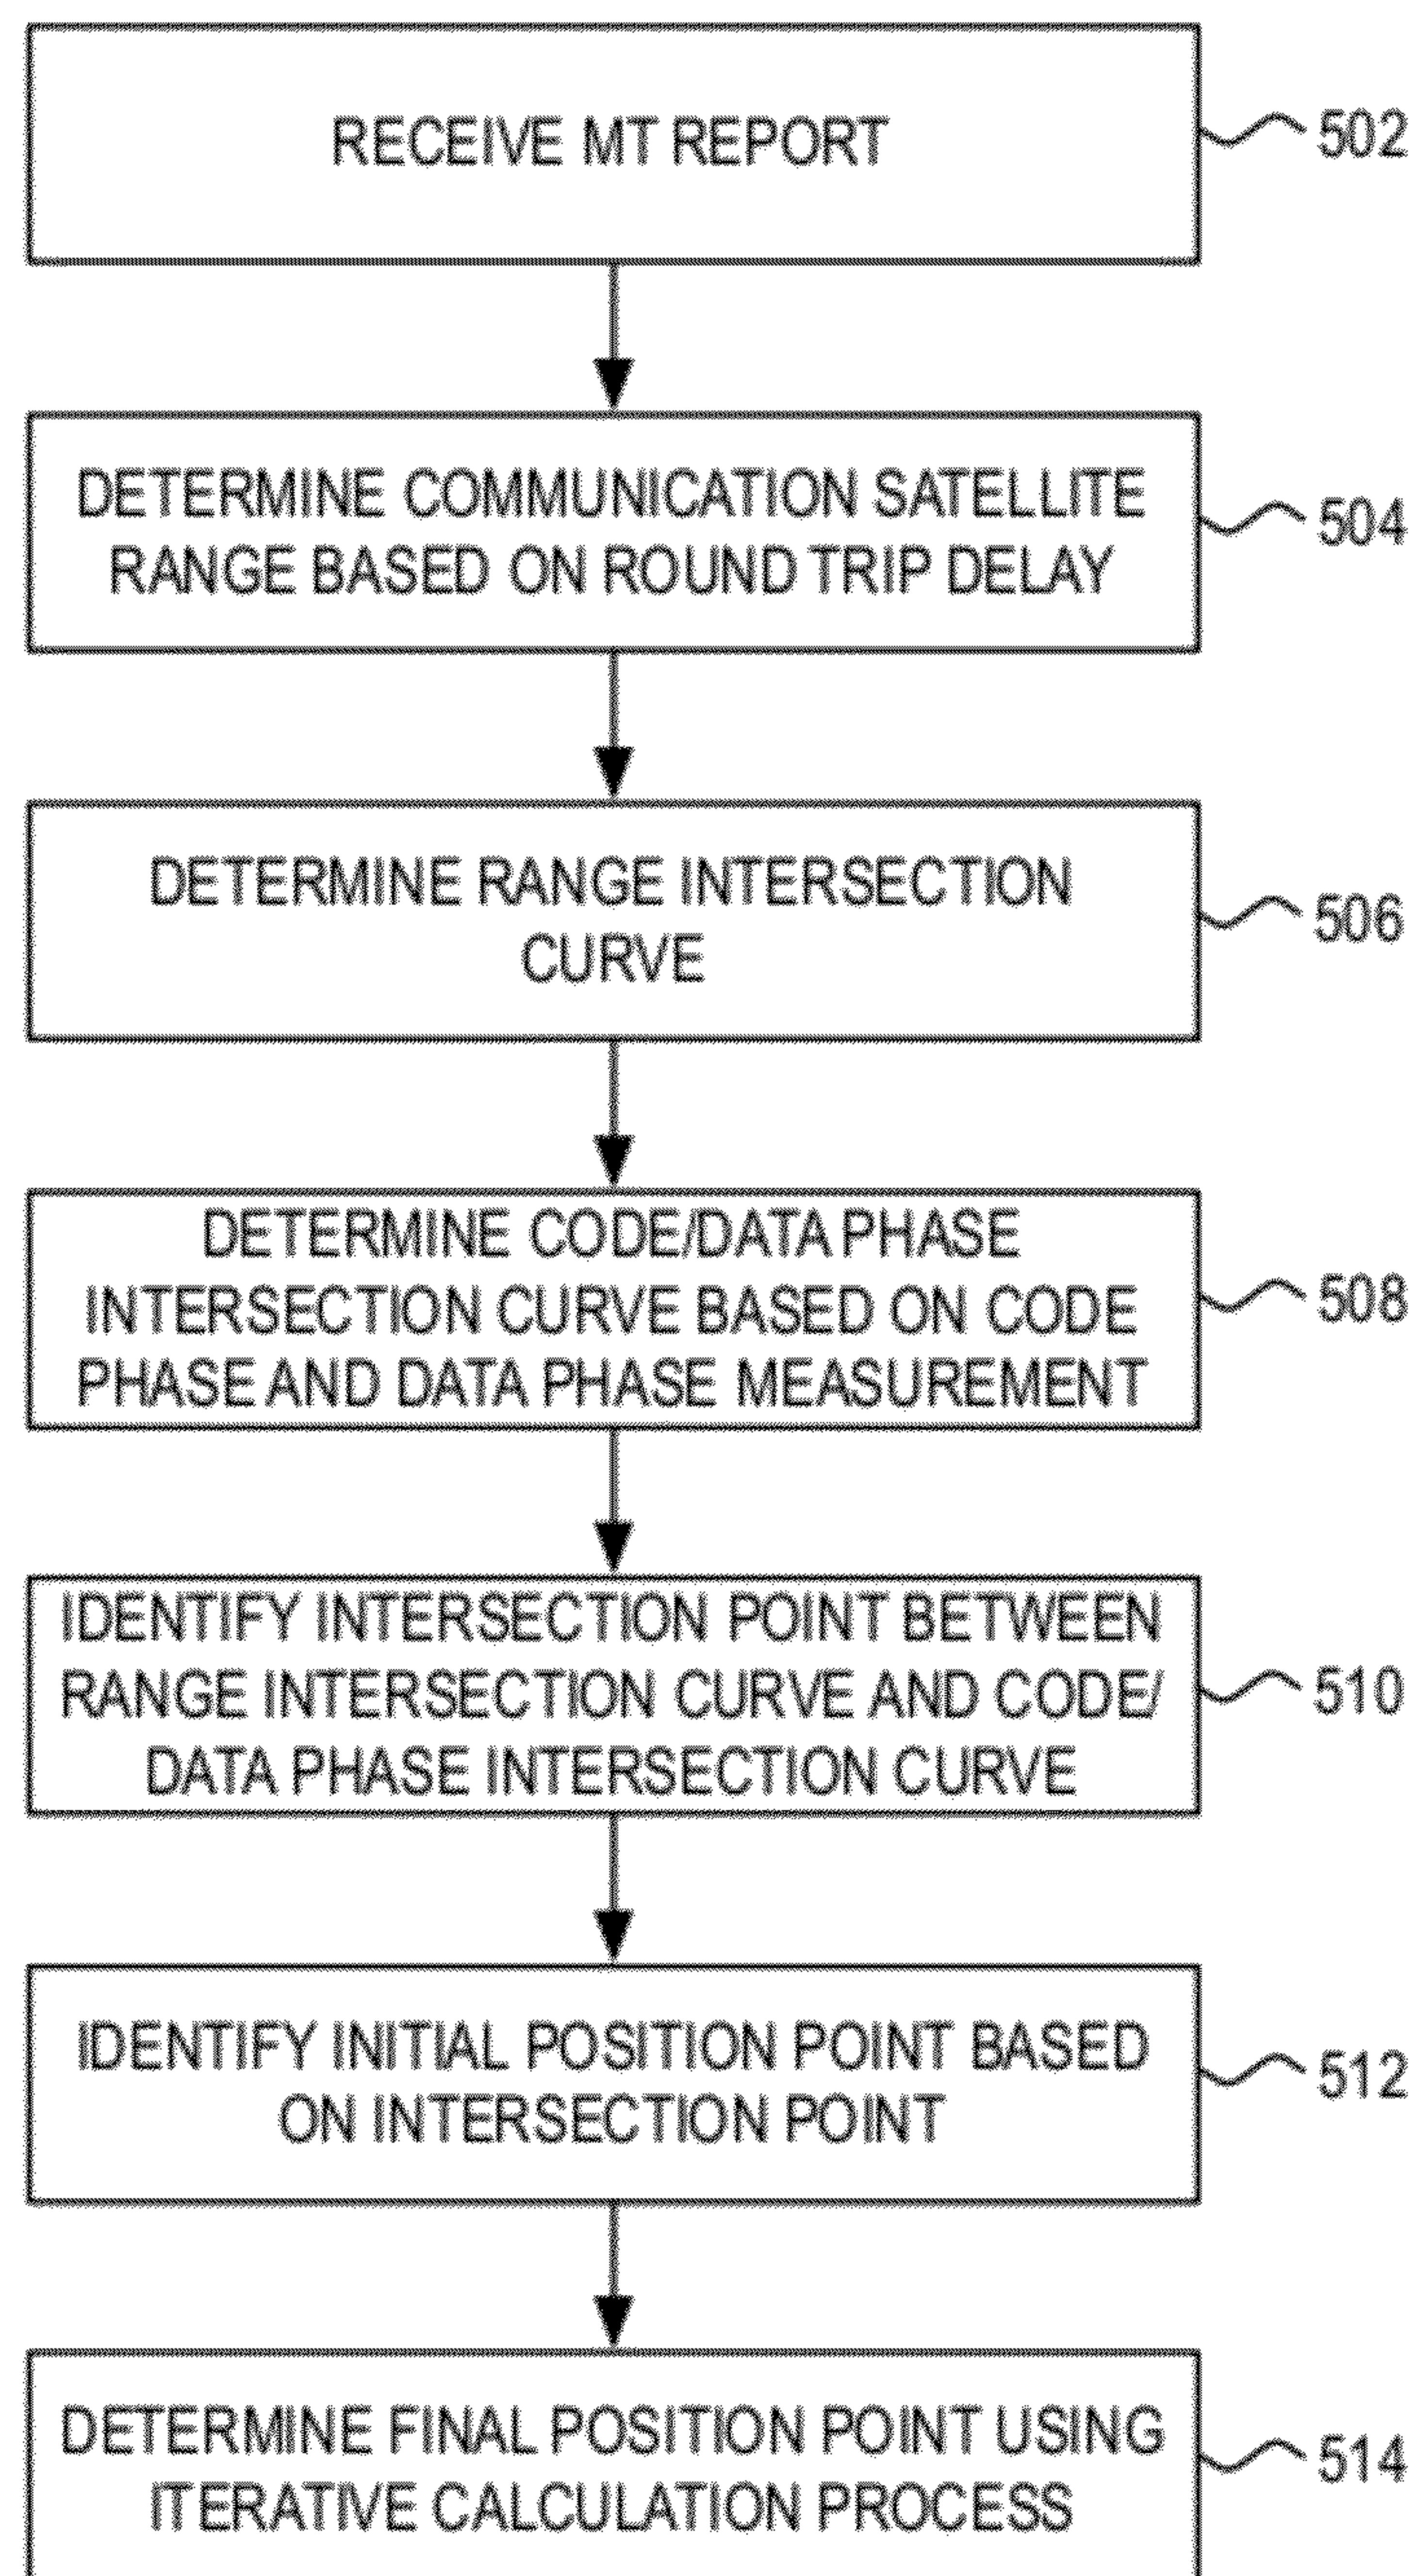 RECEIVE MT REPORT
502
DETERMINE COMMUNICATION SATELLITE
RANGE BASED ON ROUND TRIP DELAY
504
DETERMINE RANGE INTERSECTION
CURVE
506
DETERMINE CODE/DATA PHASE
INTERSECTION CURVE BASED ON CODE
PHASE AND DATA PHASE MEASUREMENT
508
IDENTIFY INTERSECTION POINT BETWEEN
RANGE INTERSECTION CURVE AND CODE/
DATA PHASE INTERSECTION CURVE
510
IDENTIFY INITIAL POSITION POINT BASED
ON INTERSECTION POINT
512
DETERMINE FINAL POSITION POINT USING
ITERATIVE CALCULATION PROCESS
514